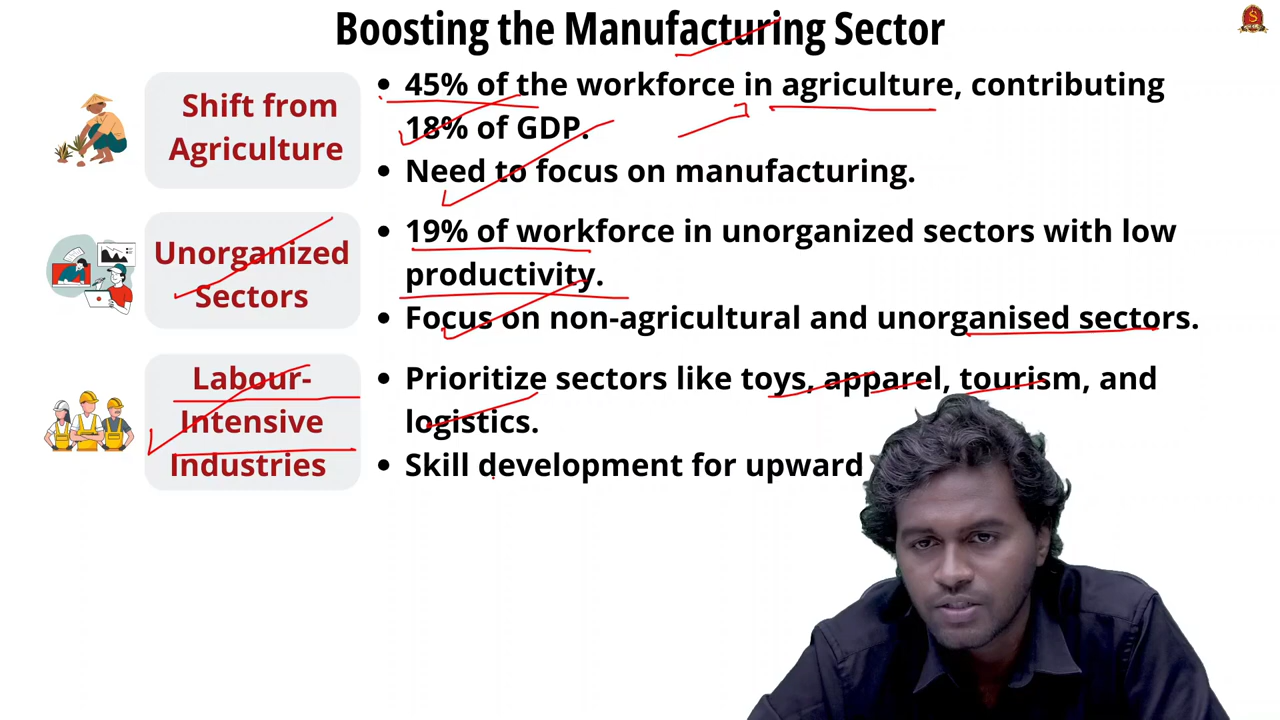 Boosting the Manufacturing Sector
Shift from
Agriculture
• 45% of the workforce in agriculture, contributing
18% of GDP.
• Need to focus on manufacturing.
Unorganized
Sectors
• 19% of workforce in unorganized sectors with low
productivity.
• Focus on non-agricultural and unorganised sectors.
Labour-
Intensive
Industries
• Prioritize sectors like toys, apparel, tourism, and
logistics.
• Skill development for upward